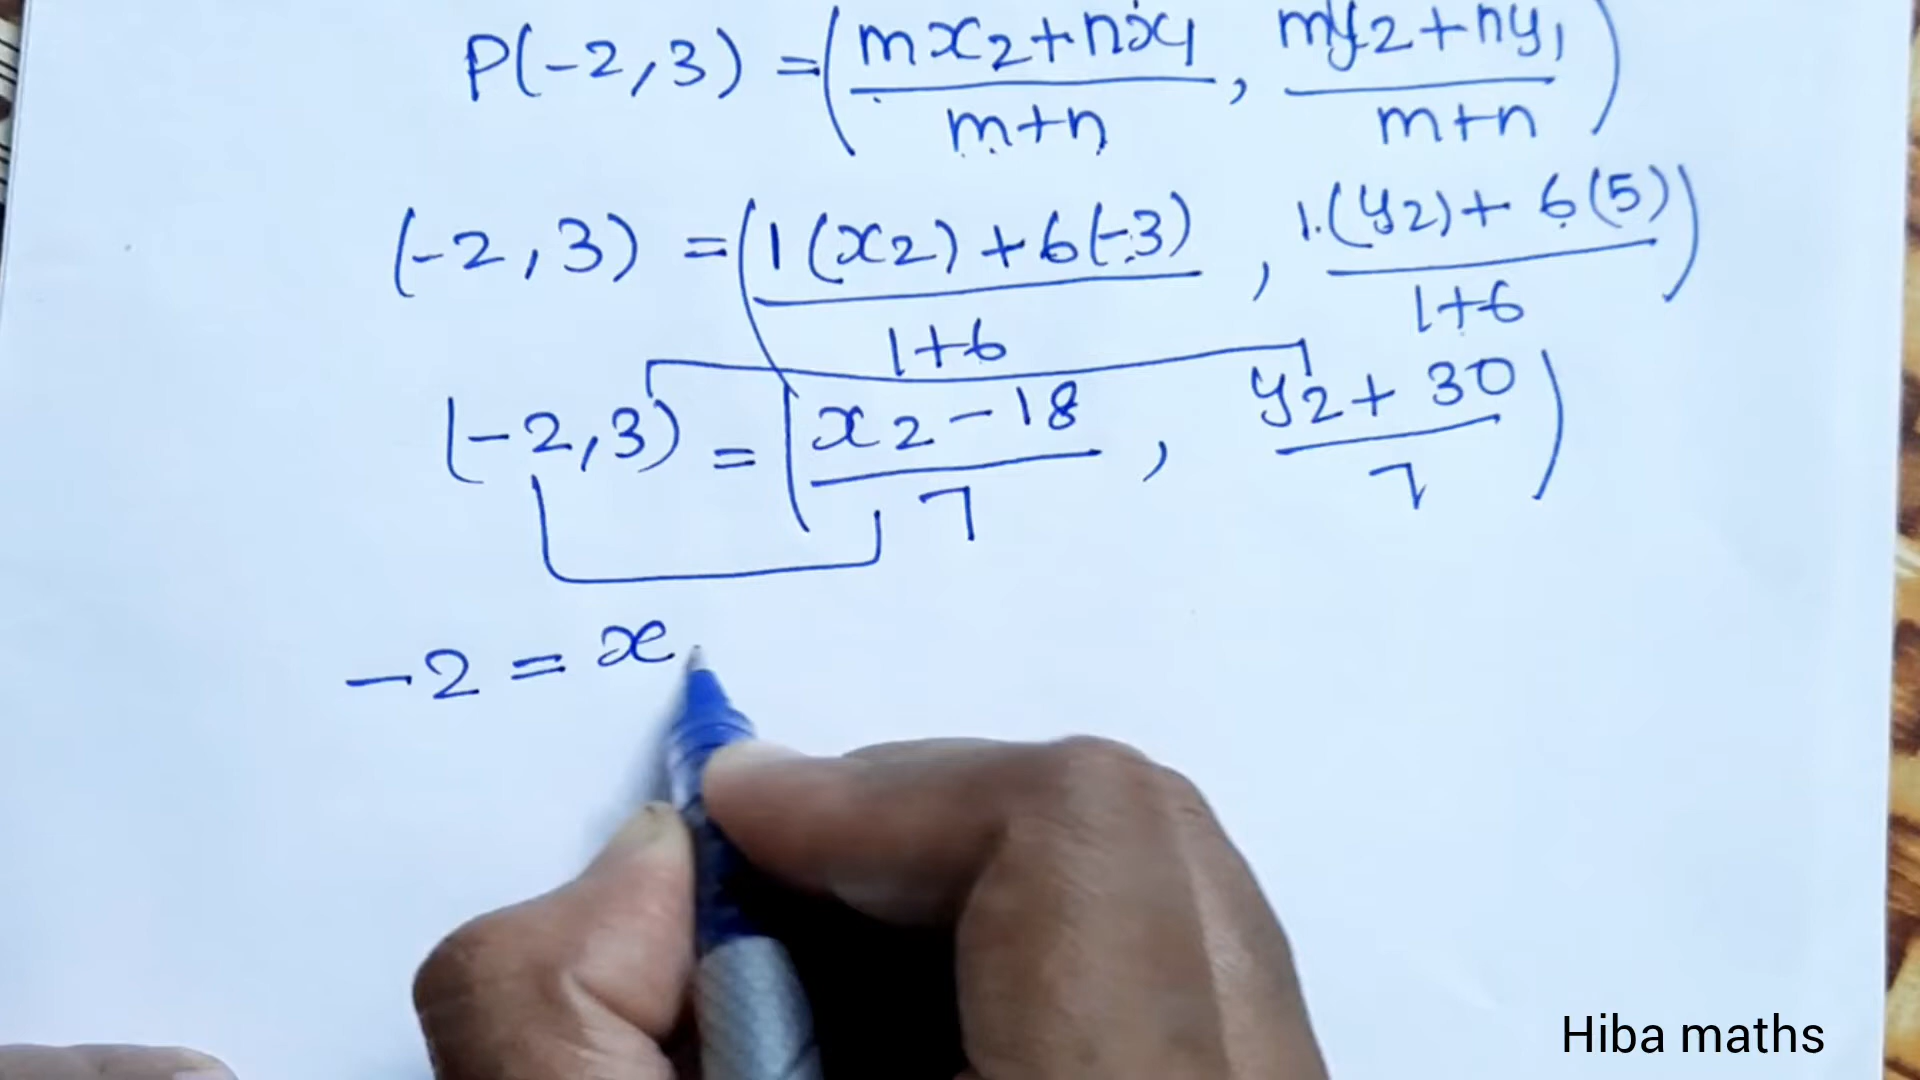 P(-2,3) = (mx₂+nx₁/m+n, my₂+ny₁/m+n)
(-2,3) = (1(x₂)+6(-3)/1+6, 1.(y₂)+6(5)/1+6)
(-2,3) = (x₂-18/7, y₂+30/7)
-2 = x
Hiba maths